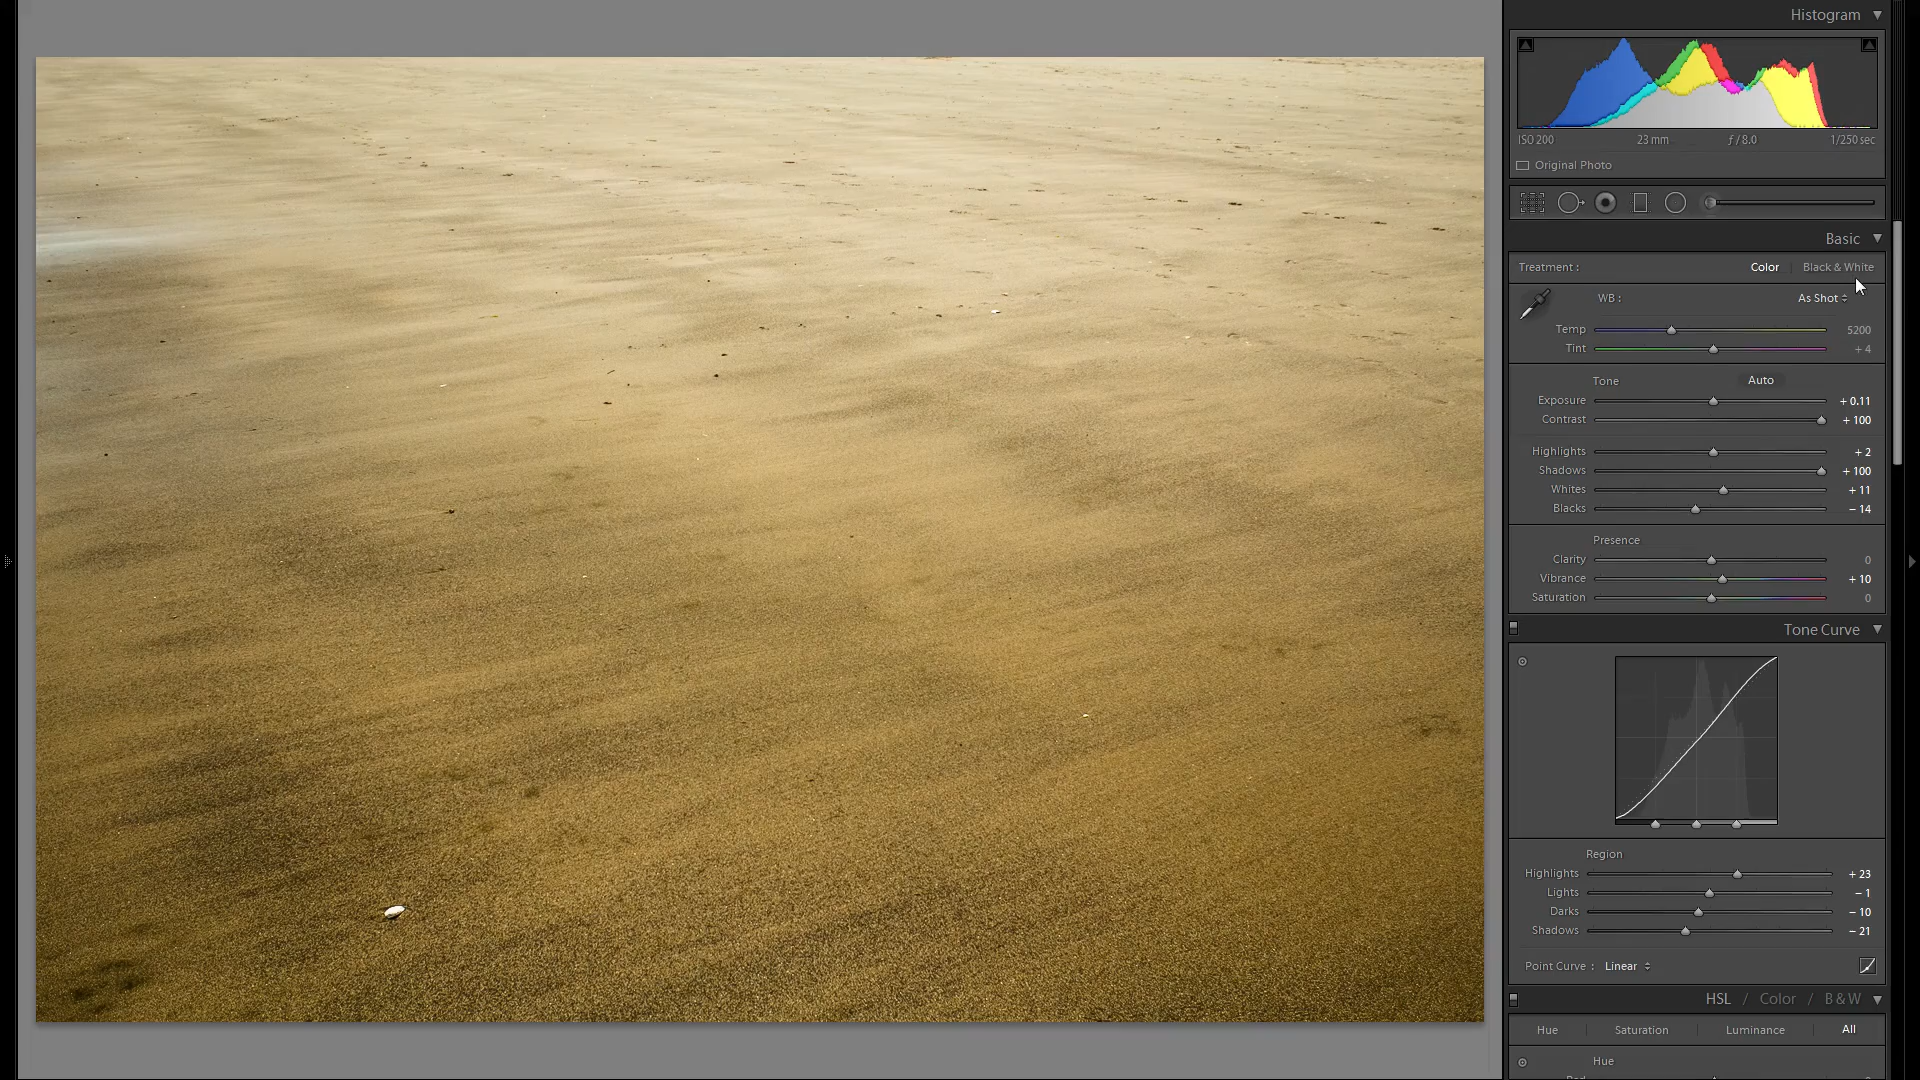 Histogram
ISO 200 23 mm ƒ / 8.0 1/250 sec
Original Photo
Basic
Treatment : Color Black & White
WB : As Shot
Temp 5200
Tint + 4
Tone Auto
Exposure + 0.11
Contrast + 100
Highlights + 2
Shadows + 100
Whites + 11
Blacks − 14
Presence
Clarity 0
Vibrance + 10
Saturation 0
Tone Curve
Region
Highlights + 23
Lights − 1
Darks − 10
Shadows − 21
Point Curve : Linear
HSL / Color / B & W
Hue Saturation Luminance All
Hue